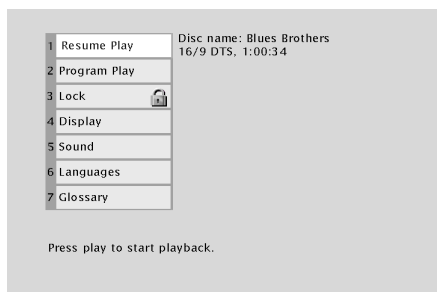 1 Resume Play
2 Program Play
3 Lock
4 Display
5 Sound
6 Languages
7 Glossary
Disc name: Blues Brothers
16/9 DTS, 1:00:34
Press play to start playback.